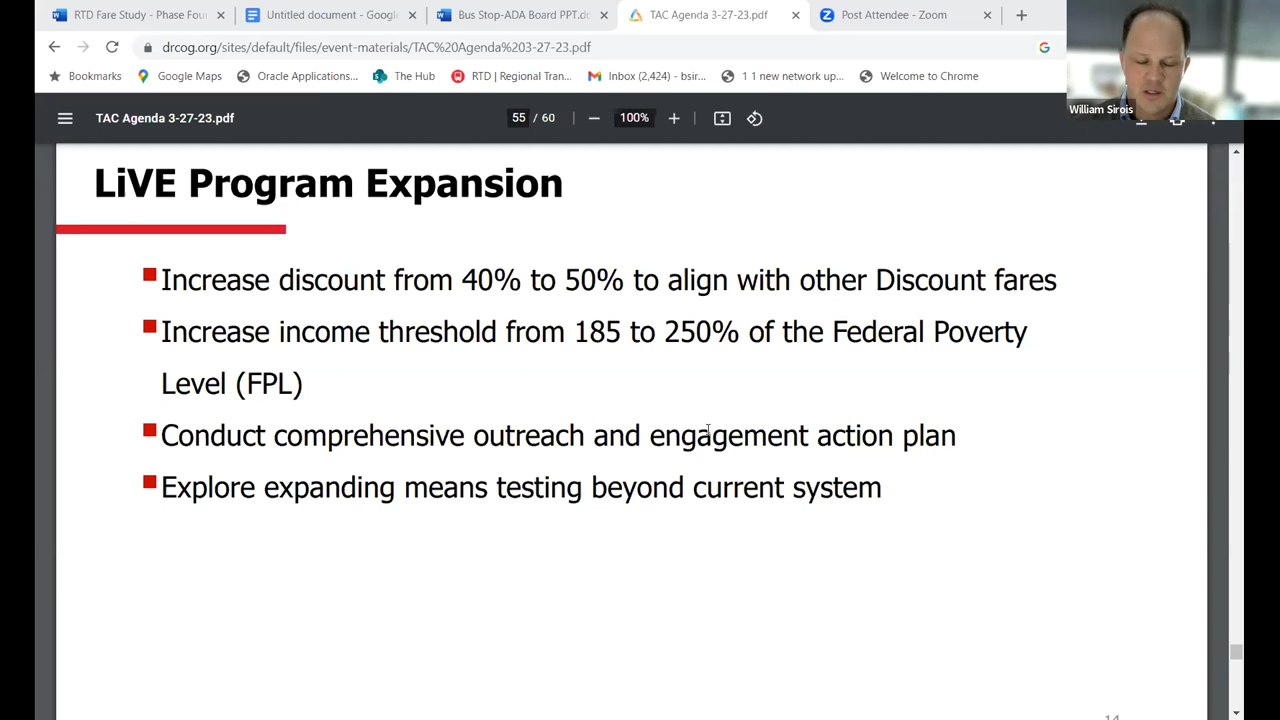 RTD Fare Study - Phase Fou
Untitled document - Google
Bus Stop-ADA Board PPT.do
TAC Agenda 3-27-23.pdf
Post Attendee - Zoom
drcog.org/sites/default/files/event-materials/TAC%20Agenda%203-27-23.pdf
Bookmarks
Google Maps
Oracle Applications...
The Hub
RTD | Regional Tran...
Inbox (2,424) - bsir...
1 1 new network up...
Welcome to Chrome
William Sirois
TAC Agenda 3-27-23.pdf
55 / 60
100%
LiVE Program Expansion
Increase discount from 40% to 50% to align with other Discount fares
Increase income threshold from 185 to 250% of the Federal Poverty
Level (FPL)
Conduct comprehensive outreach and engagement action plan
Explore expanding means testing beyond current system
14